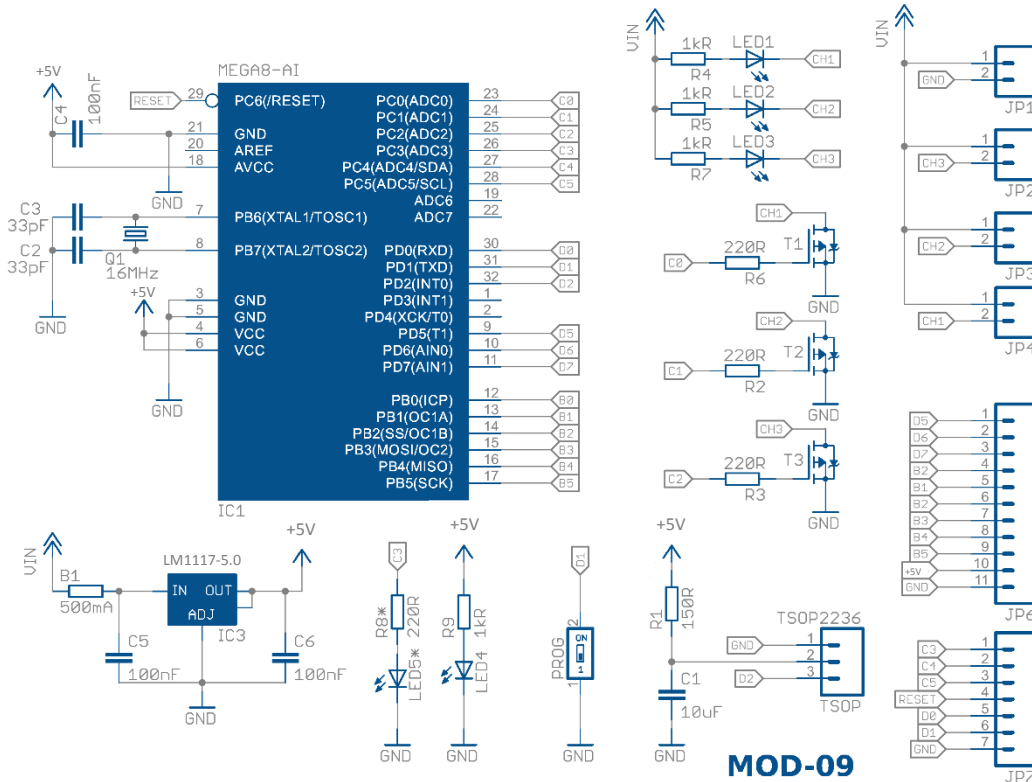 +5V
C4
100nF
MEGA8-AI
RESET
29 PC6(/RESET)
21 GND
20 AREF
18 AVCC
GND
C3
33pF
7 PB6(XTAL1/TOSC1)
8 PB7(XTAL2/TOSC2)
C2
33pF
Q1
16MHz
GND
+5V
3 GND
5 GND
4 VCC
6 VCC
GND
PC0(ADC0) 23 C0
PC1(ADC1) 24 C1
PC2(ADC2) 25 C2
PC3(ADC3) 26 C3
PC4(ADC4/SDA) 27 C4
PC5(ADC5/SCL) 28 C5
ADC6 19
ADC7 22
PD0(RXD) 30 D0
PD1(TXD) 31 D1
PD2(INT0) 32 D2
PD3(INT1) 1
PD4(XCK/T0) 2
PD5(T1) 9 D5
PD6(AIN0) 10 D6
PD7(AIN1) 11 D7
PB0(ICP) 12 B0
PB1(OC1A) 13 B1
PB2(SS/OC1B) 14 B2
PB3(MOSI/OC2) 15 B3
PB4(MISO) 16 B4
PB5(SCK) 17 B5
IC1
VIN
1kR LED1 CH1
R4
1kR LED2 CH2
R5
1kR LED3 CH3
R7
CH1
T1
C0 220R
R6
GND
CH2
T2
C1 220R
R2
GND
CH3
T3
C2 220R
R3
GND
VIN
1
GND 2
JP1
1
CH3 2
JP2
1
CH2 2
JP3
1
CH1 2
JP4
D5 1
D6 2
D7 3
B2 4
B1 5
B2 6
B3 7
B4 8
B5 9
+5V 10
GND 11
JP6
C3 1
C4 2
C5 3
RESET 4
D0 5
D1 6
GND 7
JP7
VIN
B1
500mA
LM1117-5.0
IN OUT
ADJ
IC3
+5V
C5
100nF
C6
100nF
GND
C3
R8*
220R
LED5*
GND
+5V
R9
1kR
LED4
GND
D1
2
ON
1
PROG
1
GND
+5V
R1
150R
C1
10uF
GND
TSOP2236
GND 1
2
D2 3
TSOP
MOD-09